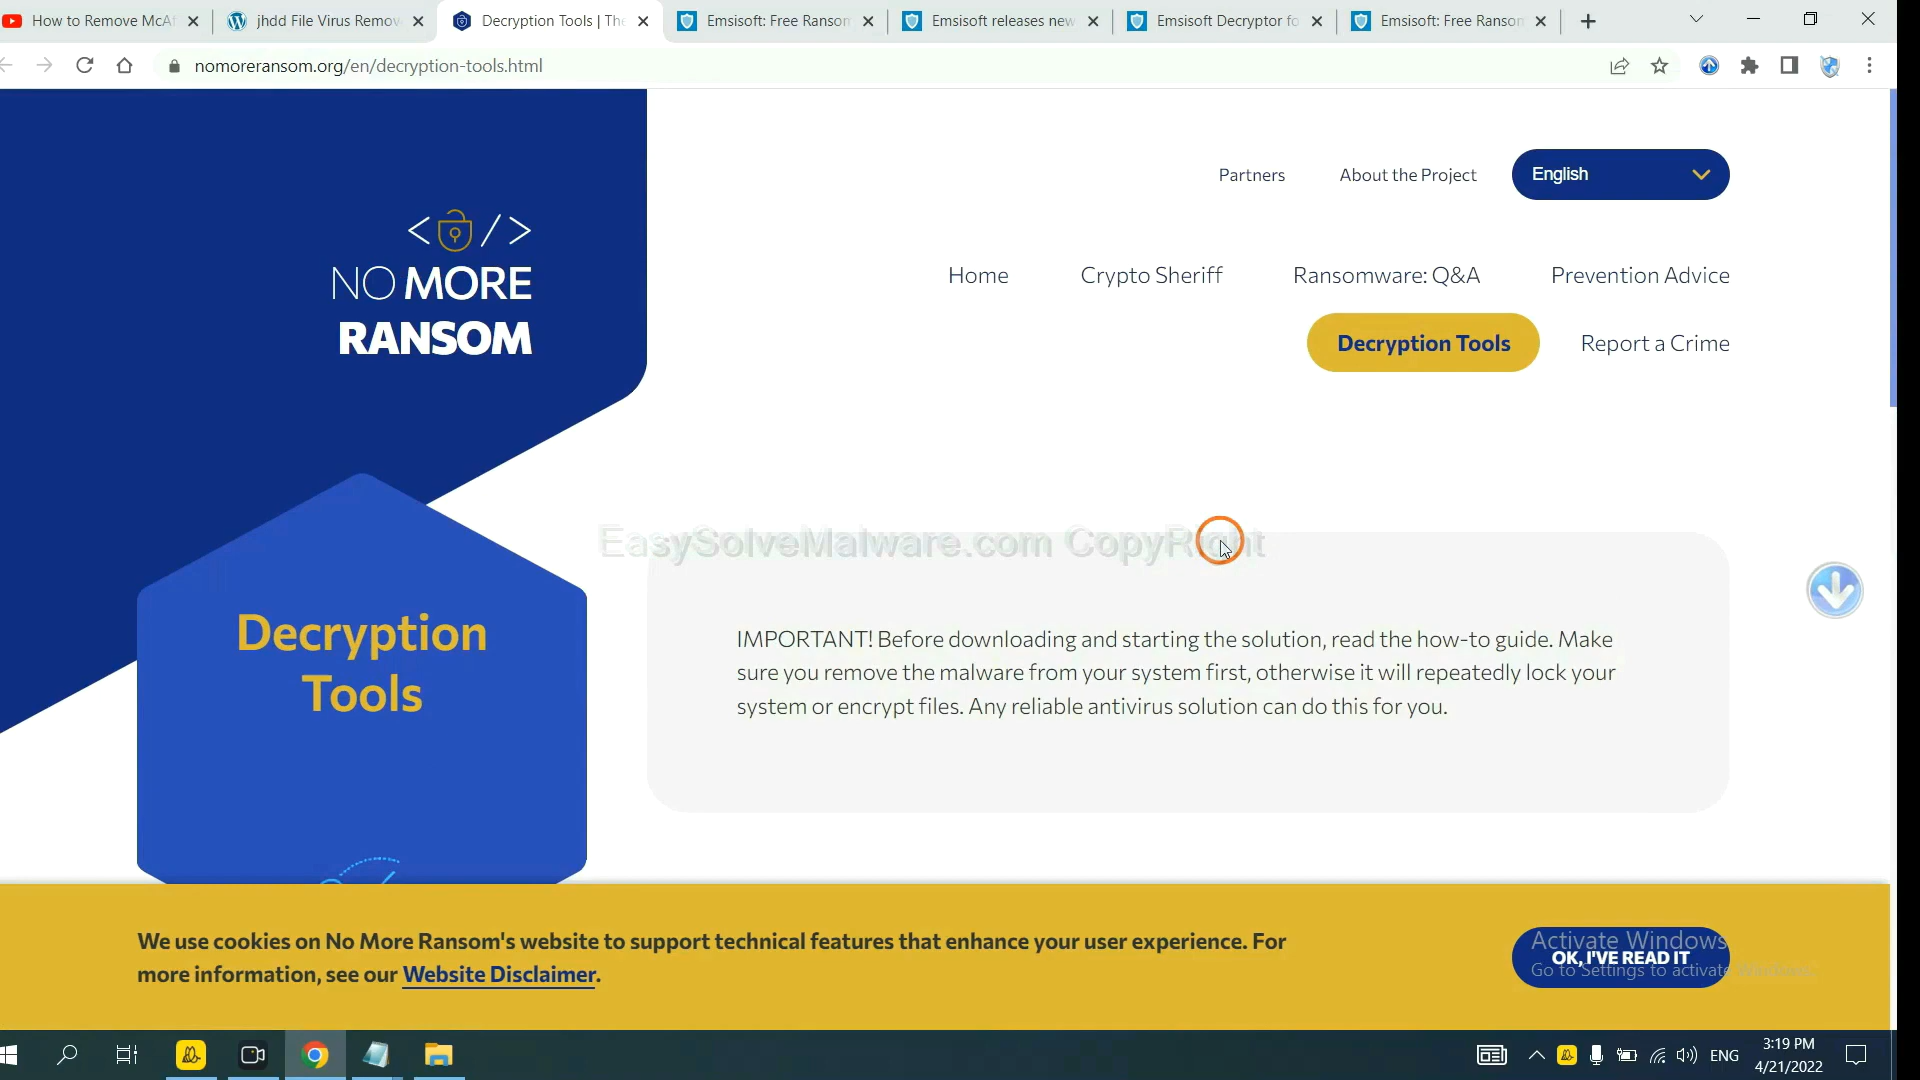 How to Remove McAf
jhdd File Virus Remov
Decryption Tools | The
Emsisoft: Free Ransom
Emsisoft releases new
Emsisoft Decryptor fo
Emsisoft: Free Ransom
nomoreransom.org/en/decryption-tools.html
Partners
About the Project
English
NO MORE
RANSOM
Home
Crypto Sheriff
Ransomware: Q&A
Prevention Advice
Decryption Tools
Report a Crime
EasySolveMalware.com CopyRight
Decryption
Tools
IMPORTANT! Before downloading and starting the solution, read the how-to guide. Make
sure you remove the malware from your system first, otherwise it will repeatedly lock your
system or encrypt files. Any reliable antivirus solution can do this for you.
We use cookies on No More Ransom's website to support technical features that enhance your user experience. For
more information, see our Website Disclaimer.
Activate Windows
OK, I'VE READ IT
Go to Settings to activate Windows.
ENG
3:19 PM
4/21/2022